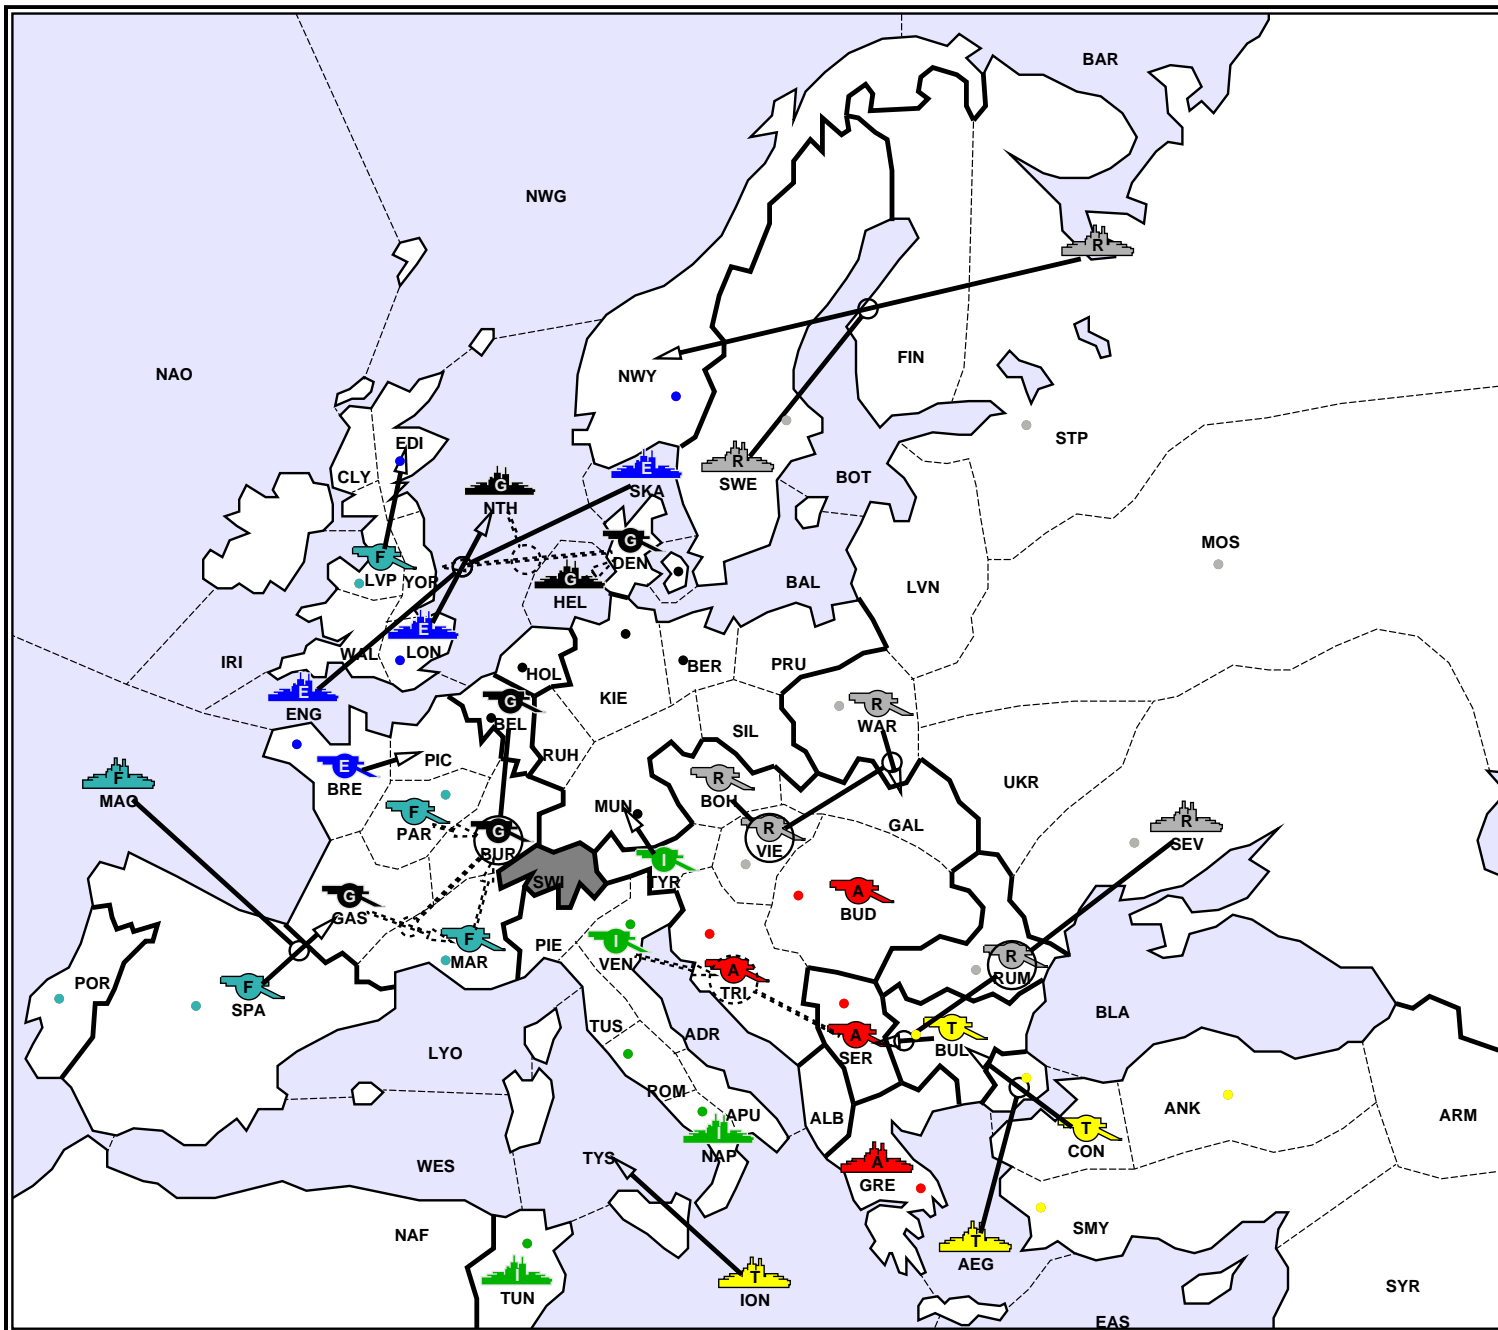 BAR
NWG
R
NAO
FIN
NWY
EDI
STP
CLY
E
R
BOT
SKA
SWE
G
NTH
MOS
F
G
DEN
LVP
YOR
BAL
LVN
G
HEL
E
LON
WAL
IRI
HOL
BER
PRU
KIE
E
ENG
G
BEL
R
WAR
SIL
RUH
PIC
E
BRE
F
MAO
R
BOH
UKR
MUN
F
PAR
G
BUR
R
VIE
GAL
R
SEV
I
TYR
SWI
A
BUD
G
GAS
F
MAR
PIE
I
VEN
R
RUM
A
TRI
POR
F
SPA
BLA
TUS
ADR
T
BUL
A
SER
LYO
ROM
APU
ALB
ANK
ARM
I
NAP
T
CON
WES
TYS
A
GRE
NAF
SMY
T
AEG
I
TUN
T
ION
SYR
EAS